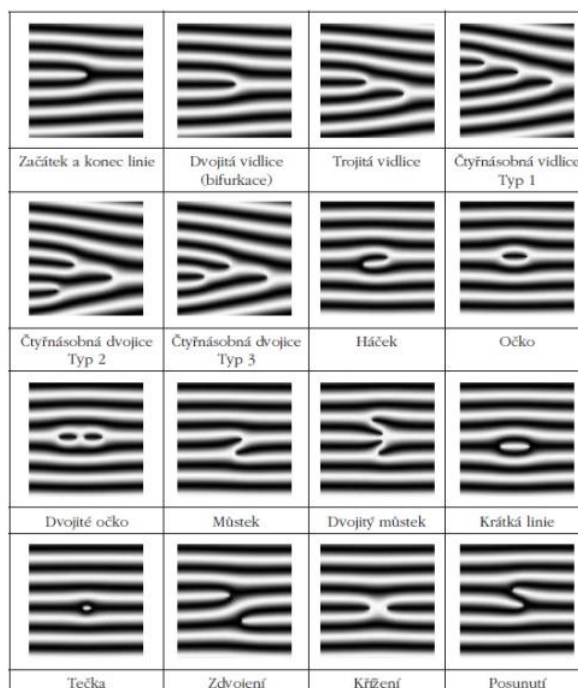 Začátek a konec linie
Dvojitá vidlice
(bifurkace)
Trojitá vidlice
Čtyřnásobná vidlice
Typ 1
Čtyřnásobná dvojice
Typ 2
Čtyřnásobná dvojice
Typ 3
Háček
Očko
Dvojité očko
Můstek
Dvojitý můstek
Krátká linie
Tečka
Zdvojení
Křížení
Posunutí